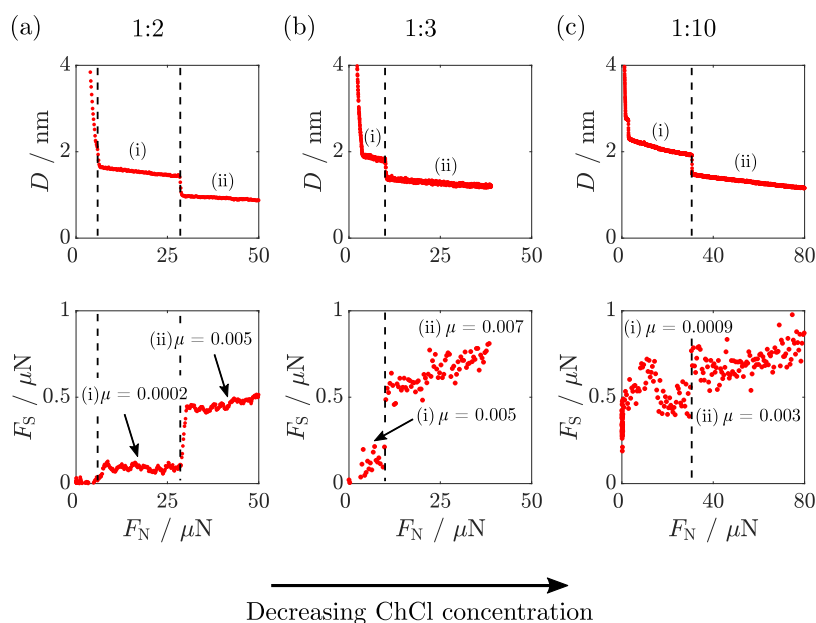 (a) 1:2 (b) 1:3 (c) 1:10
4 4 4
(i) (i) (i)
D / nm 2 D / nm 2 D / nm 2
(ii) (ii) (ii)
0 0 0
0 25 50 0 25 50 0 40 80
1 1 1
(ii) μ = 0.005 (ii) μ = 0.007 (i) μ = 0.0009
F_S / μN 0.5 F_S / μN 0.5 F_S / μN 0.5
(i) μ = 0.0002 (i) μ = 0.005 (ii) μ = 0.003
0 0 0
0 25 50 0 25 50 0 40 80
F_N / μN F_N / μN F_N / μN
Decreasing ChCl concentration